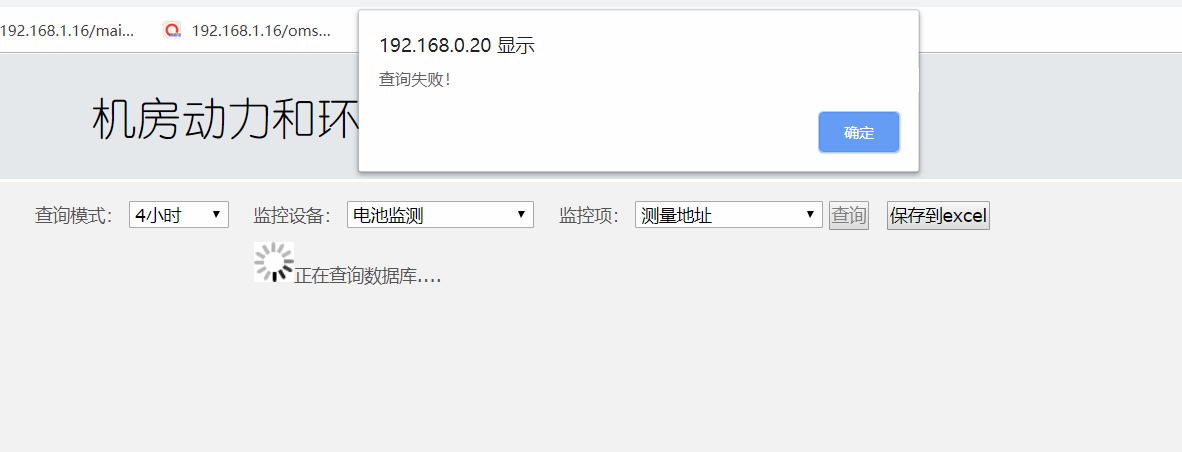 192.168.1.16/mai... 192.168.1.16/oms...
192.168.0.20 显示
查询失败！
确定
机房动力和环
查询模式： 4小时 监控设备： 电池监测 监控项： 测量地址 查询 保存到excel
正在查询数据库....